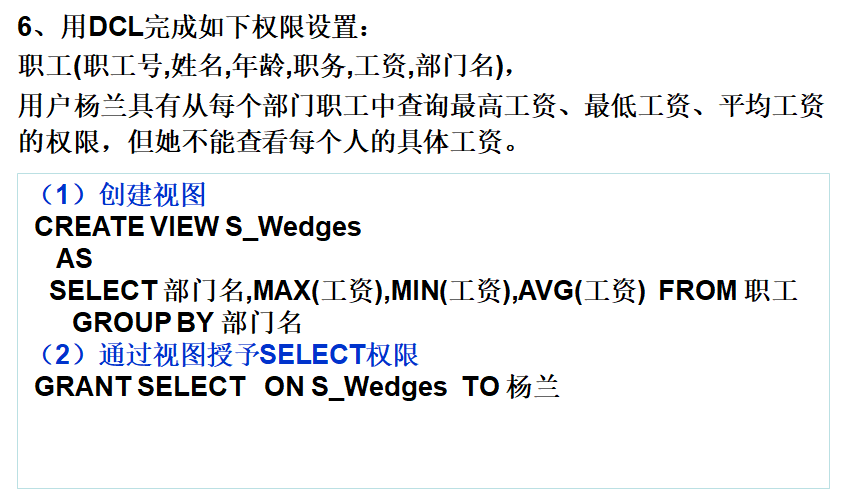 6、用DCL完成如下权限设置：
职工(职工号,姓名,年龄,职务,工资,部门名)，
用户杨兰具有从每个部门职工中查询最高工资、最低工资、平均工资
的权限，但她不能查看每个人的具体工资。
（1）创建视图
CREATE VIEW S_Wedges
AS
SELECT 部门名,MAX(工资),MIN(工资),AVG(工资) FROM 职工
GROUP BY 部门名
（2）通过视图授予SELECT权限
GRANT SELECT ON S_Wedges TO 杨兰